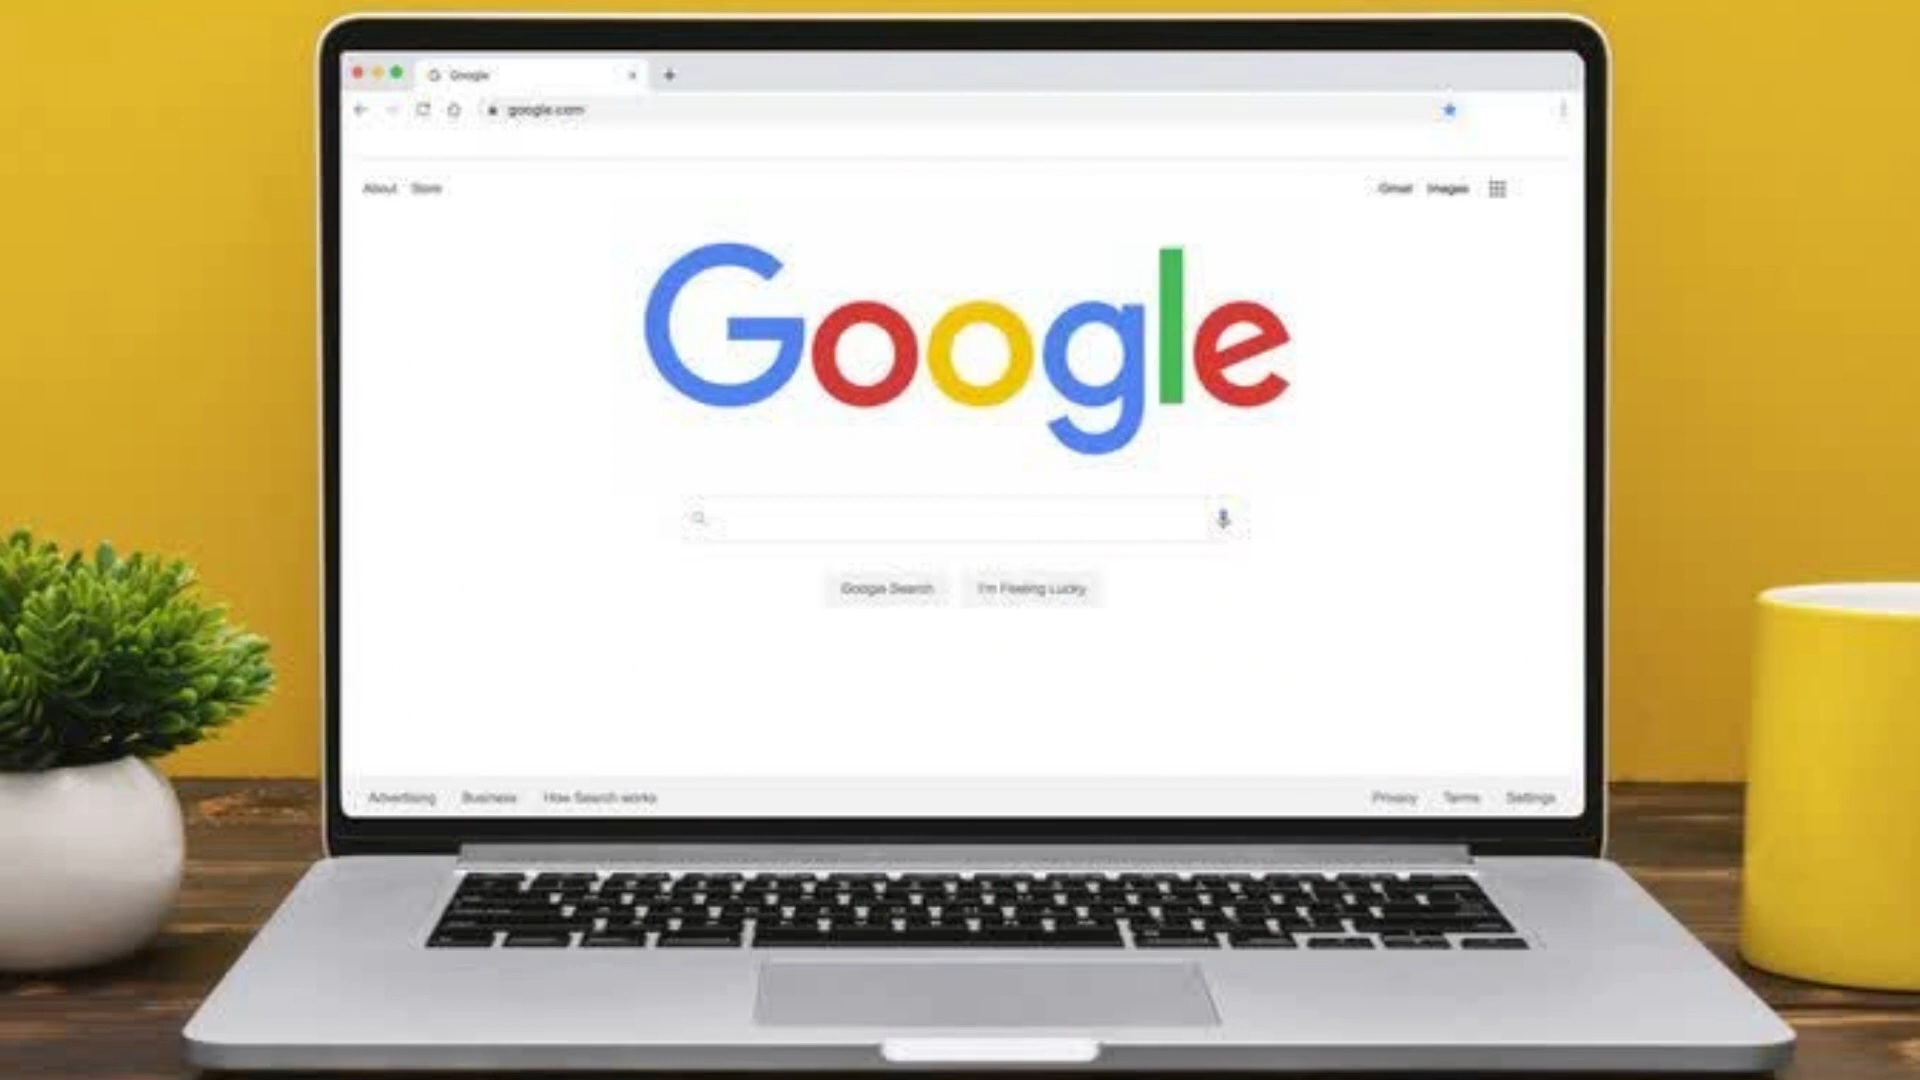 Google
google.com
About Store
Gmail Images
Google
Google Search I'm Feeling Lucky
Advertising Business How Search works
Privacy Terms Settings